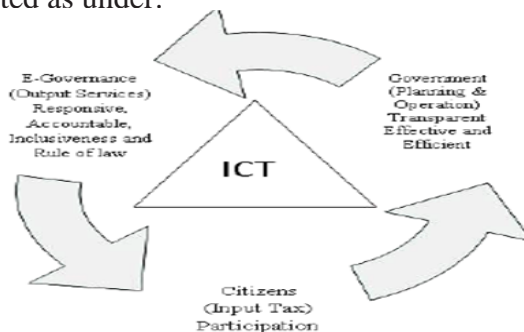 ted as under:
E-Governance
(Output Services)
Responsive,
Accountable,
Inclusiveness and
Rule of law
Government
(Planning &
Operation)
Transparent
Effective and
Efficient
ICT
Citizens
(Input Tax)
Participation